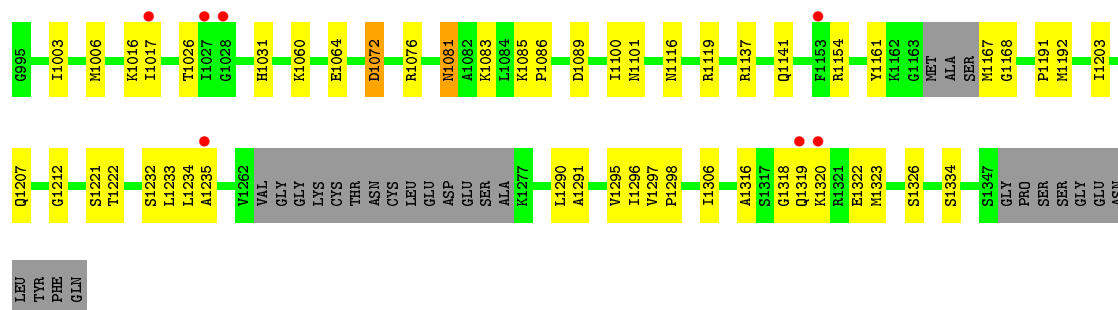 G995 I1003 M1006 K1016 I1017 T1026 I1027 G1028 H1031 K1060 E1064 D1072 R1076 N1081 A1082 K1083 L1084 K1085 P1086 D1089 I1100 N1101 N1116 R1119 R1137 Q1141 F1153 R1154 Y1161 K1162 G1163 MET ALA SER M1167 G1168 P1191 M1192 I1203
Q1207 G1212 S1221 T1222 S1232 L1233 L1234 A1235 V1262 VAL GLY GLY LYS CYS THR ASN CYS LEU GLU ASP GLU SER ALA K1277 L1290 A1291 V1295 I1296 V1297 P1298 I1306 A1316 S1317 G1318 Q1319 K1320 R1321 E1322 M1323 S1326 S1334 S1347 GLY PRO SER SER GLY GLU ASN
LEU TYR PHE GLN